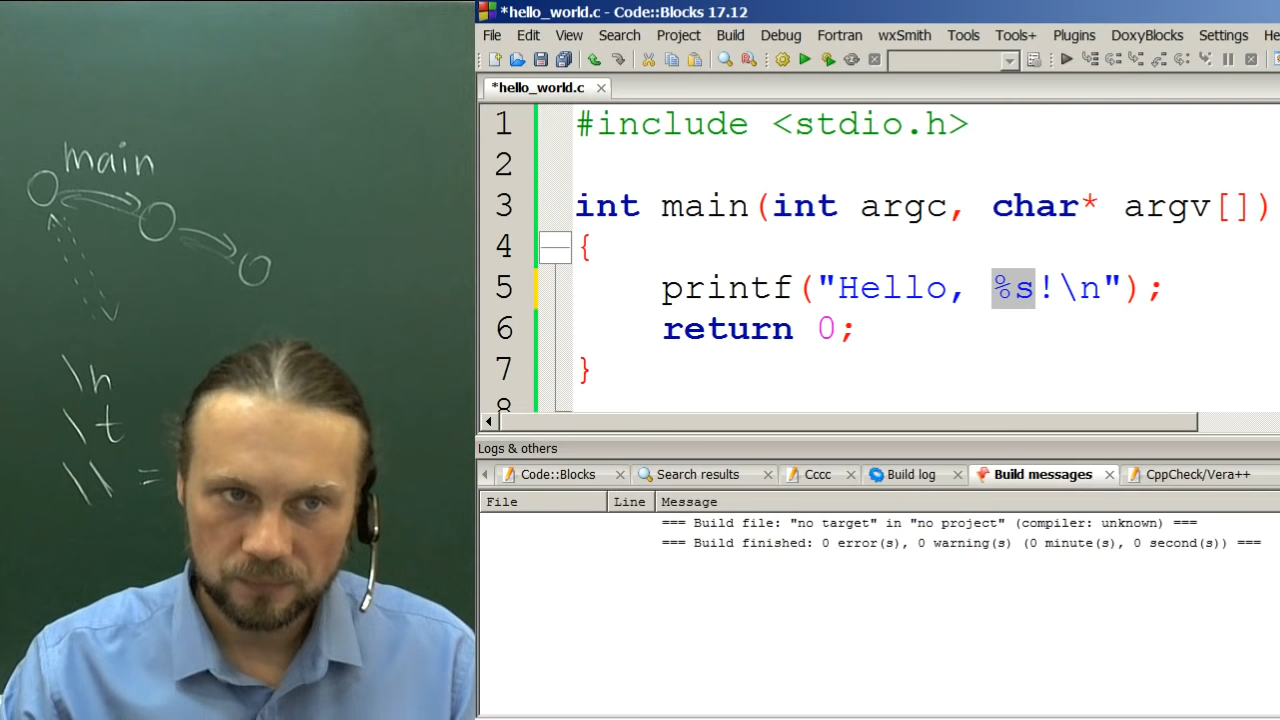 main
\n
\t
\\ =
*hello_world.c - Code::Blocks 17.12
File Edit View Search Project Build Debug Fortran wxSmith Tools Tools+ Plugins DoxyBlocks Settings He
*hello_world.c
1 #include <stdio.h>
2
3 int main(int argc, char* argv[])
4 {
5 printf("Hello, %s!\n");
6 return 0;
7 }
8
Logs & others
Code::Blocks Search results Cccc Build log Build messages CppCheck/Vera++
File Line Message
=== Build file: "no target" in "no project" (compiler: unknown) ===
=== Build finished: 0 error(s), 0 warning(s) (0 minute(s), 0 second(s)) ===